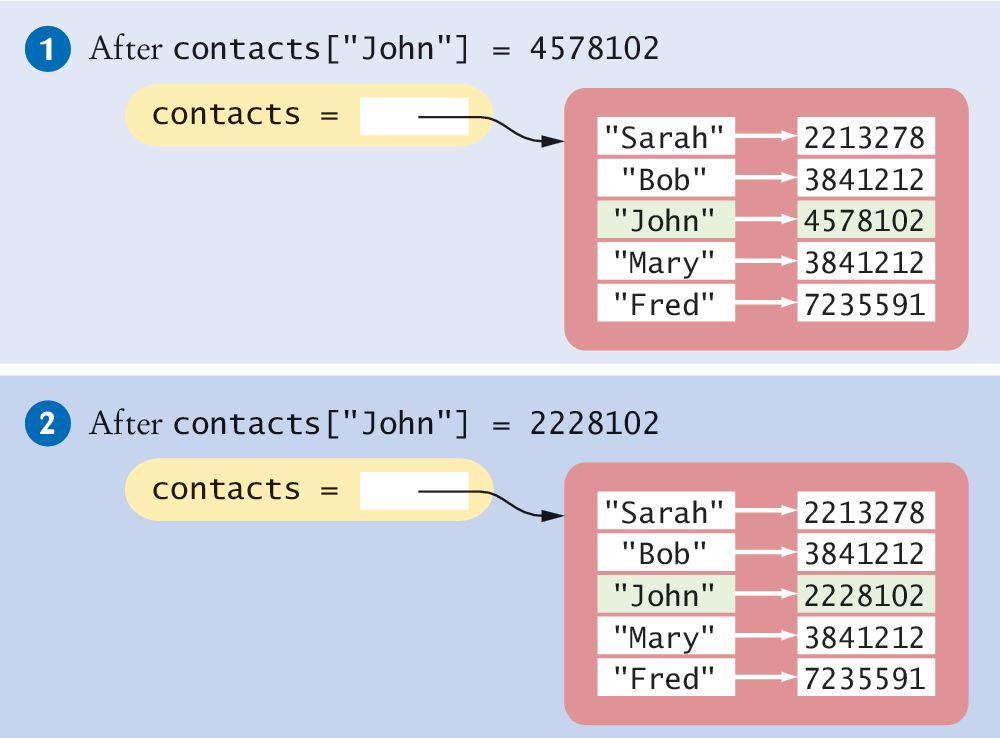 1 After contacts["John"] = 4578102
contacts =
"Sarah" 2213278
"Bob" 3841212
"John" 4578102
"Mary" 3841212
"Fred" 7235591
2 After contacts["John"] = 2228102
contacts =
"Sarah" 2213278
"Bob" 3841212
"John" 2228102
"Mary" 3841212
"Fred" 7235591